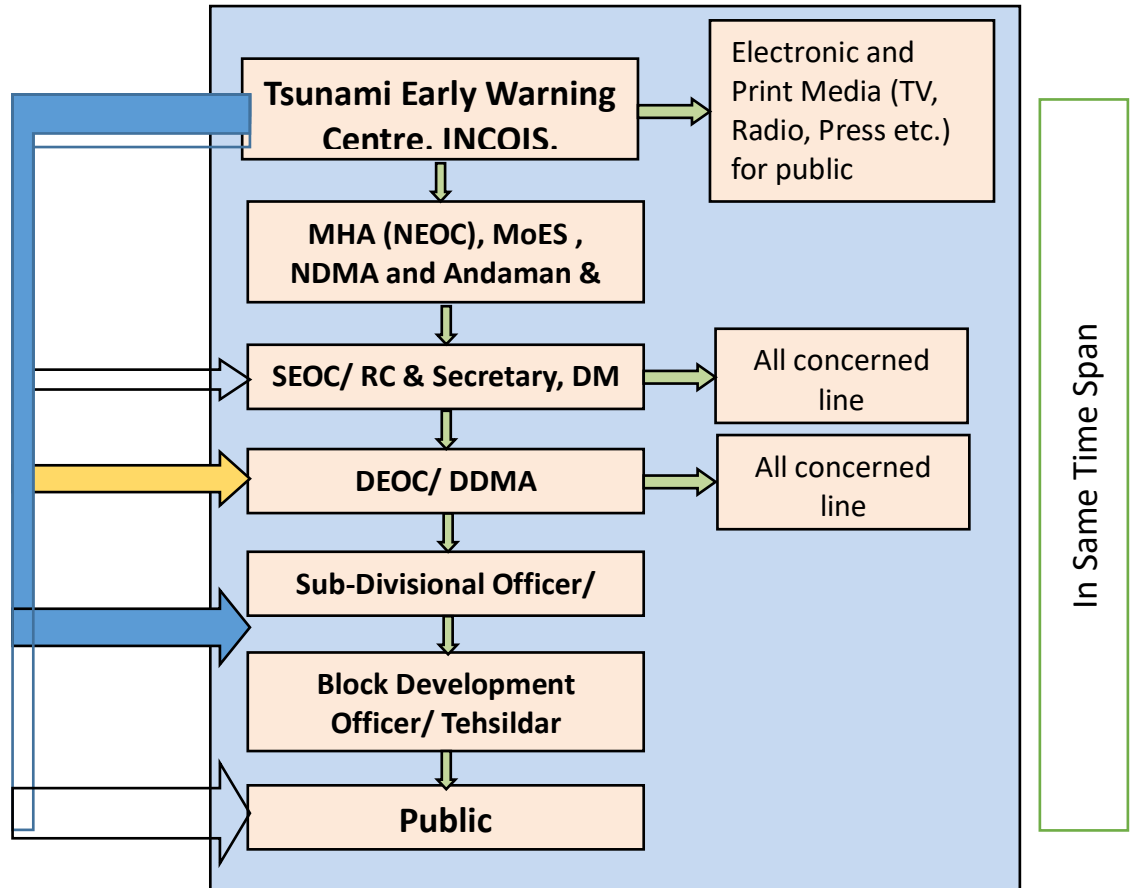 Tsunami Early Warning
Centre. INCOIS.
Electronic and
Print Media (TV,
Radio, Press etc.)
for public
MHA (NEOC), MoES ,
NDMA and Andaman &
SEOC/ RC & Secretary, DM
All concerned
line
DEOC/ DDMA
All concerned
line
Sub-Divisional Officer/
Block Development
Officer/ Tehsildar
Public
In Same Time Span